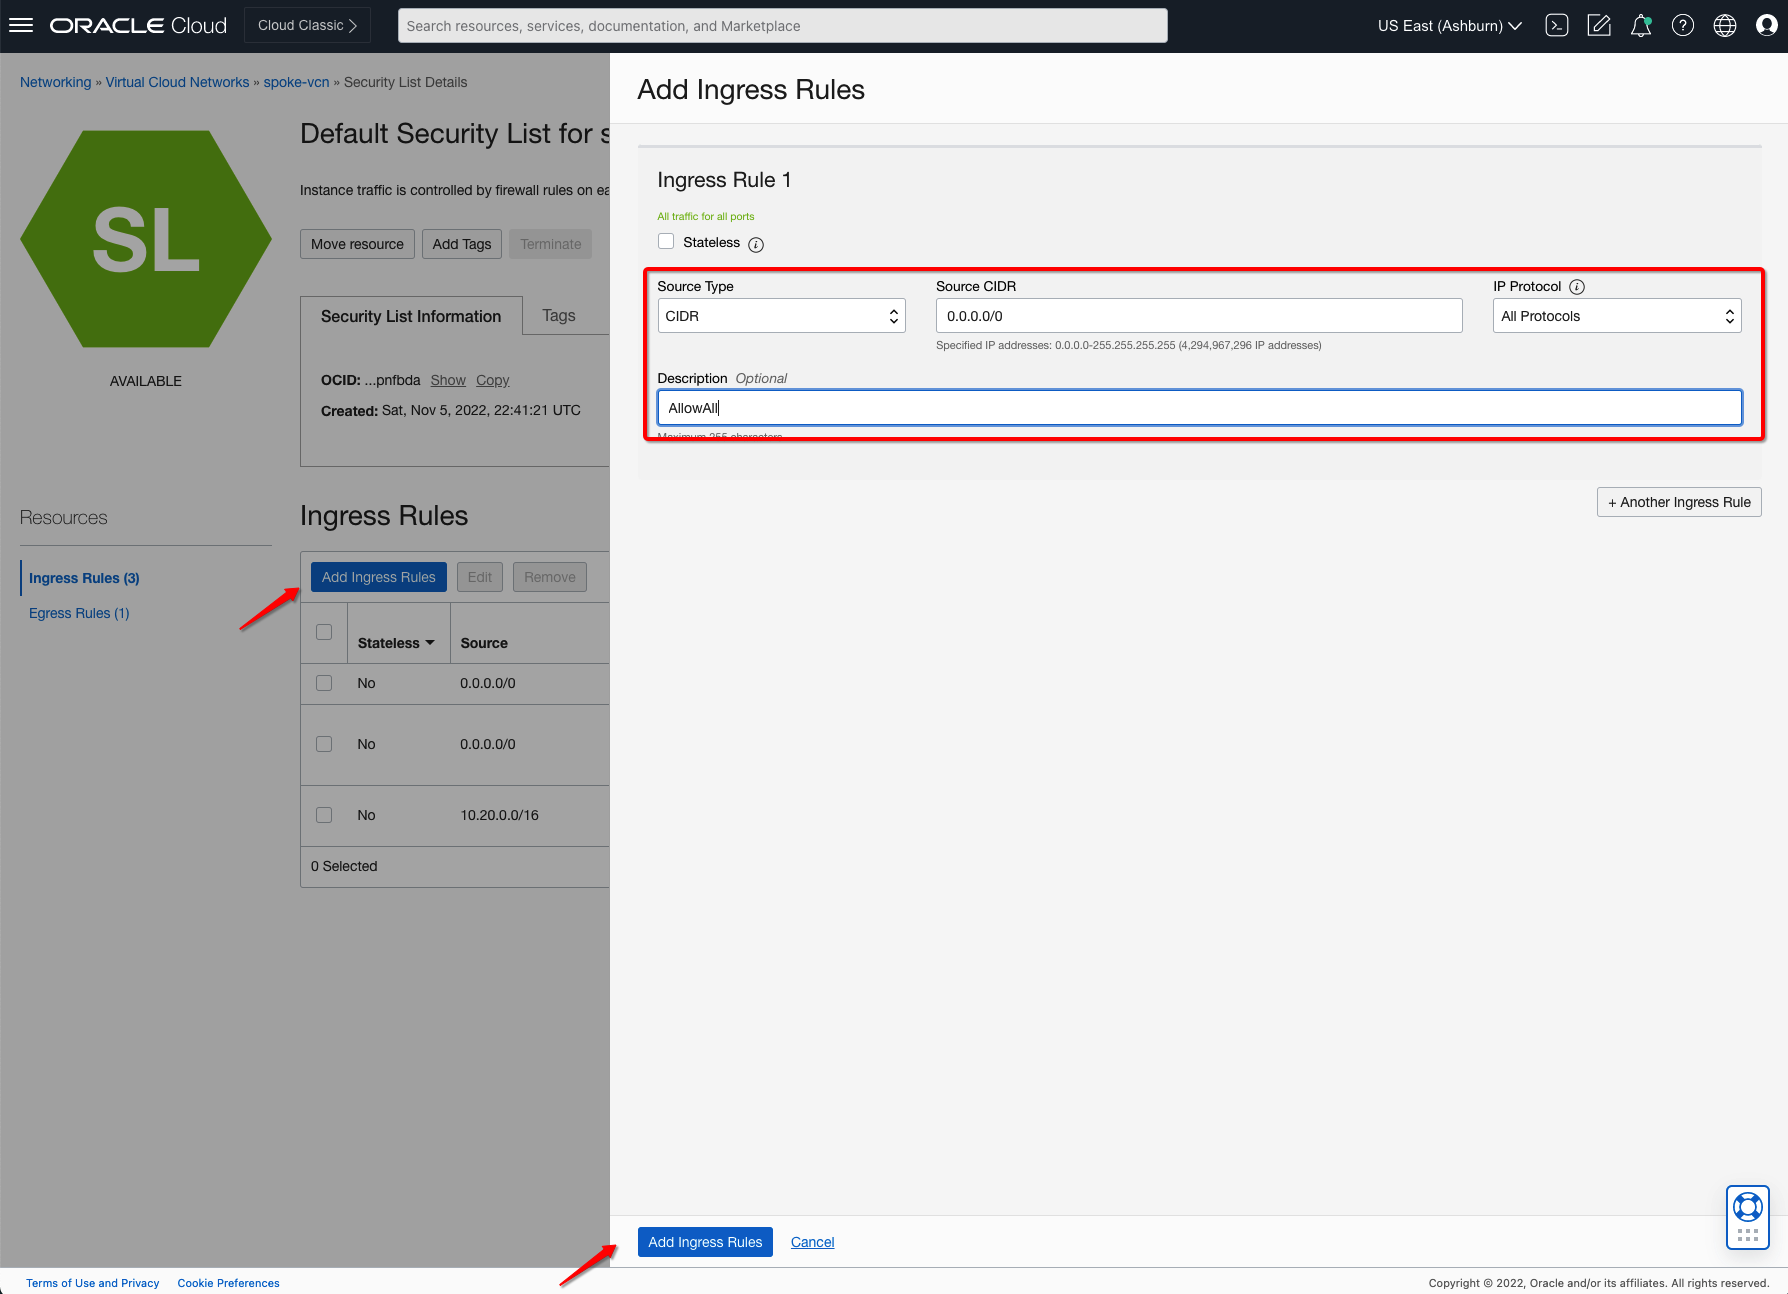 ORACLE Cloud
Cloud Classic
Search resources, services, documentation, and Marketplace
US East (Ashburn)
Networking » Virtual Cloud Networks » spoke-vcn » Security List Details
SL
AVAILABLE
Default Security List for s
Instance traffic is controlled by firewall rules on ea
Move resource
Add Tags
Terminate
Security List Information
Tags
OCID: ...pnfbda Show Copy
Created: Sat, Nov 5, 2022, 22:41:21 UTC
Resources
Ingress Rules (3)
Egress Rules (1)
Ingress Rules
Add Ingress Rules
Edit
Remove
Stateless
Source
No 0.0.0.0/0
No 0.0.0.0/0
No 10.20.0.0/16
0 Selected
Add Ingress Rules
Ingress Rule 1
All traffic for all ports
Stateless
Source Type
CIDR
Source CIDR
0.0.0.0/0
Specified IP addresses: 0.0.0.0-255.255.255.255 (4,294,967,296 IP addresses)
IP Protocol
All Protocols
Description Optional
AllowAll
Maximum 255 characters
+ Another Ingress Rule
Add Ingress Rules
Cancel
Terms of Use and Privacy
Cookie Preferences
Copyright © 2022, Oracle and/or its affiliates. All rights reserved.